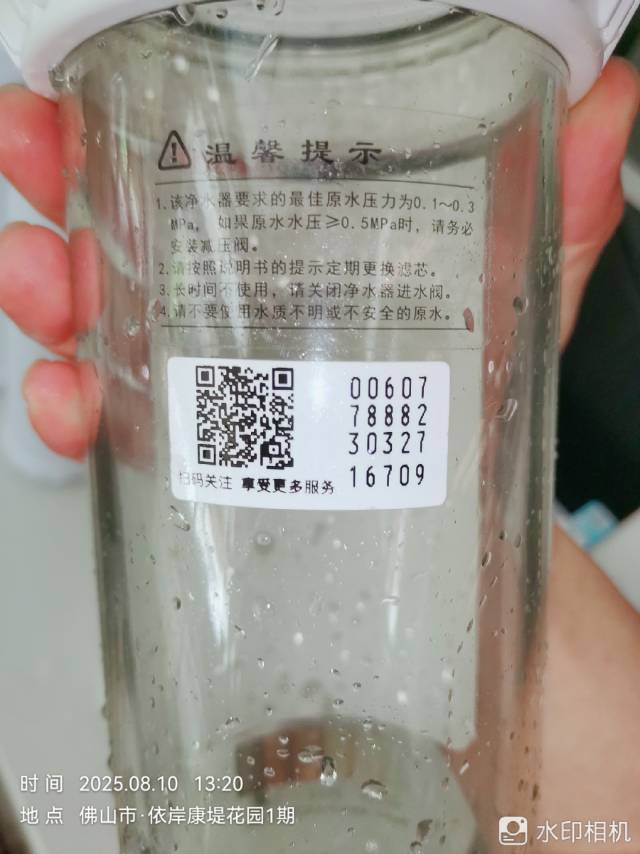 温馨提示
1.该净水器要求的最佳原水压力为0.1～0.3
MPa，如果原水水压≥0.5MPa时，请务必
安装减压阀。
2.请按照说明书的提示定期更换滤芯。
3.长时间不使用，请关闭净水器进水阀。
4.请不要使用水质不明或不安全的原水。
00607
78882
30327
16709
扫码关注 享受更多服务
时间 2025.08.10 13:20
地点 佛山市·依岸康堤花园1期
水印相机